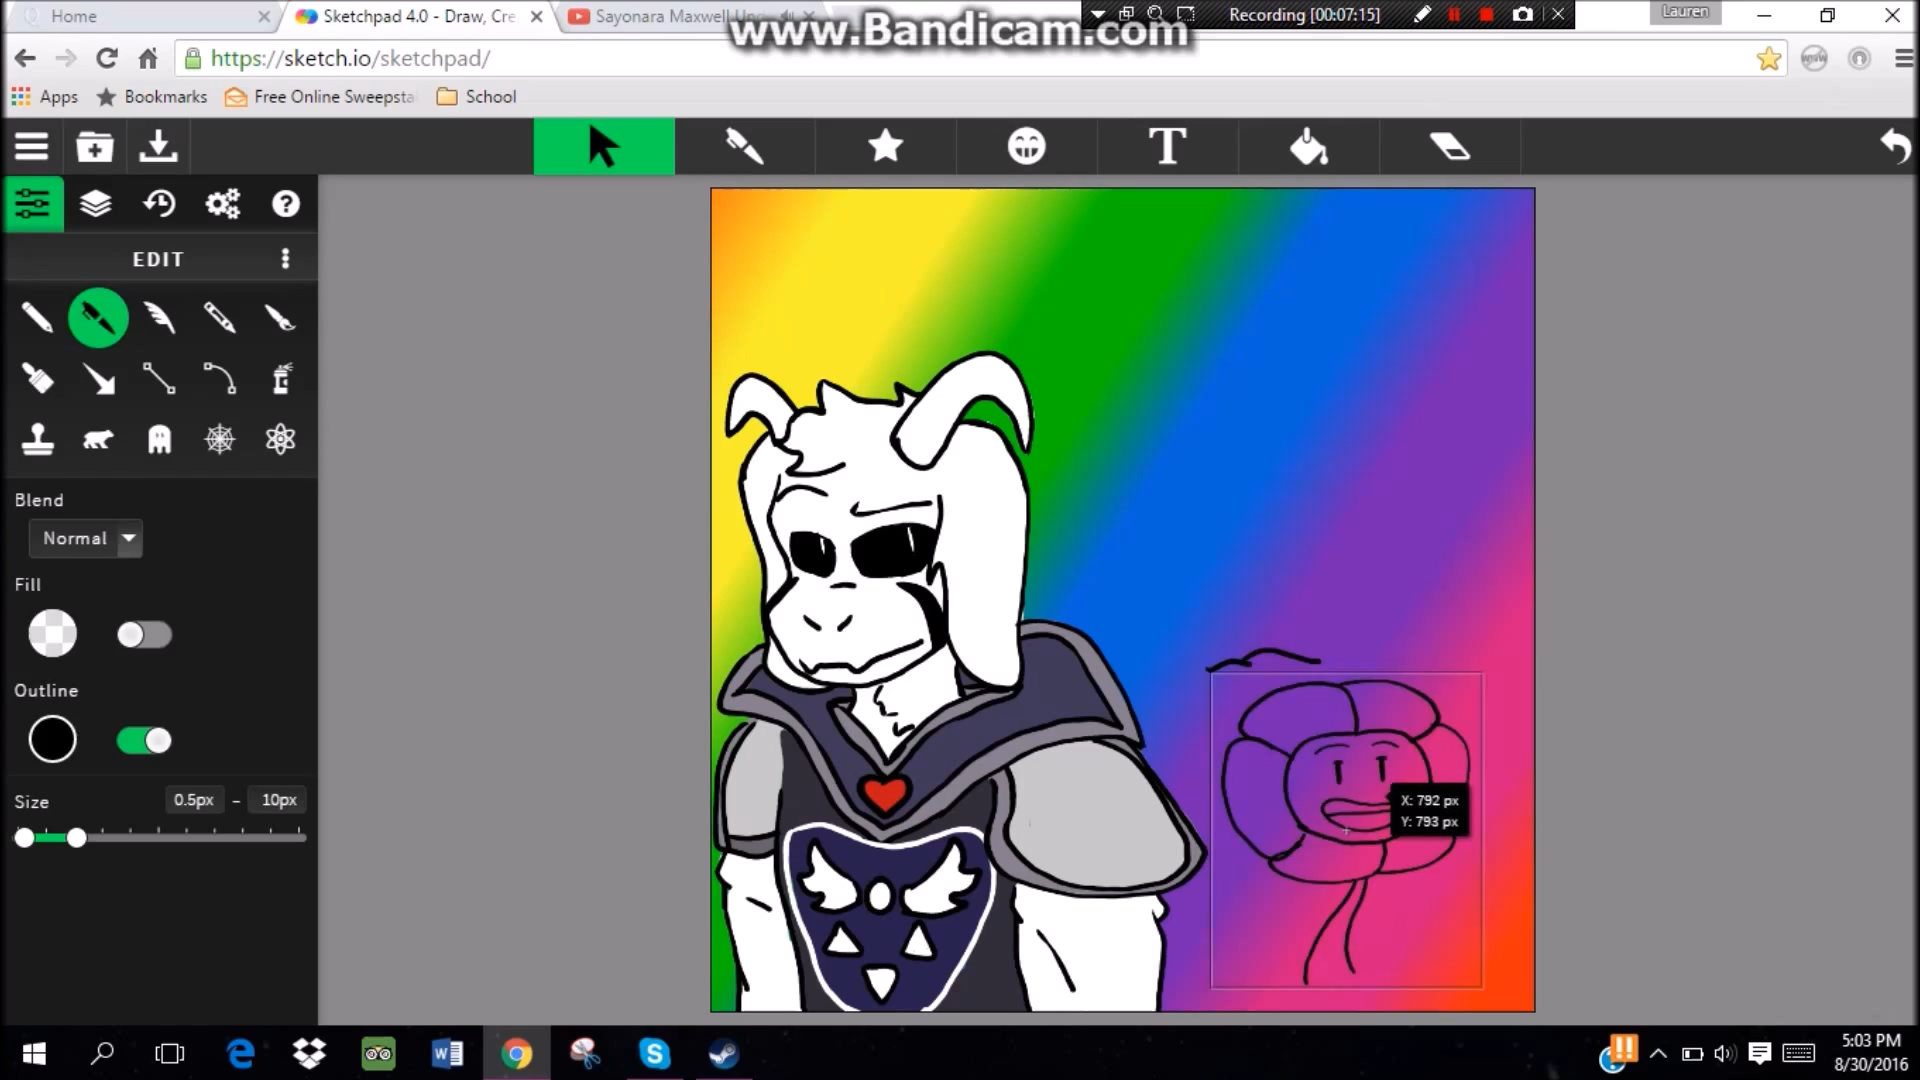 Home
Sketchpad 4.0 - Draw, Cre
Sayonara Maxwell Uno
Recording [00:07:15]
Lauren
www.Bandicam.com
https://sketch.io/sketchpad/
Apps
Bookmarks
Free Online Sweepsta
School
T
EDIT
Blend
Normal
Fill
Outline
Size
0.5px - 10px
X: 792 px
Y: 793 px
5:03 PM
8/30/2016